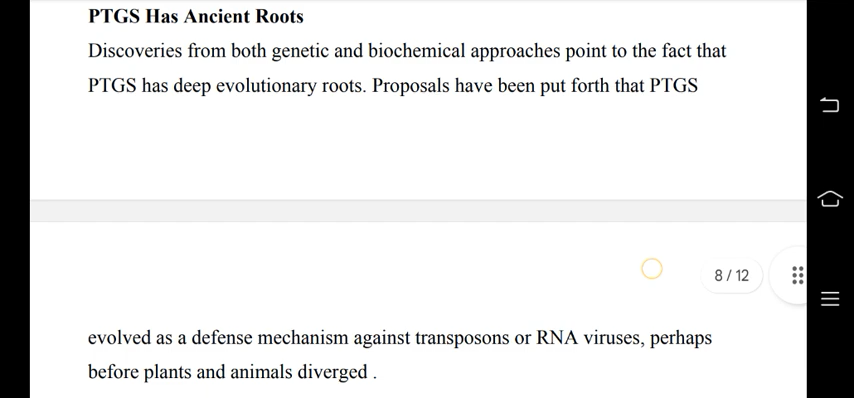 PTGS Has Ancient Roots
Discoveries from both genetic and biochemical approaches point to the fact that
PTGS has deep evolutionary roots. Proposals have been put forth that PTGS
8 / 12
evolved as a defense mechanism against transposons or RNA viruses, perhaps
before plants and animals diverged .